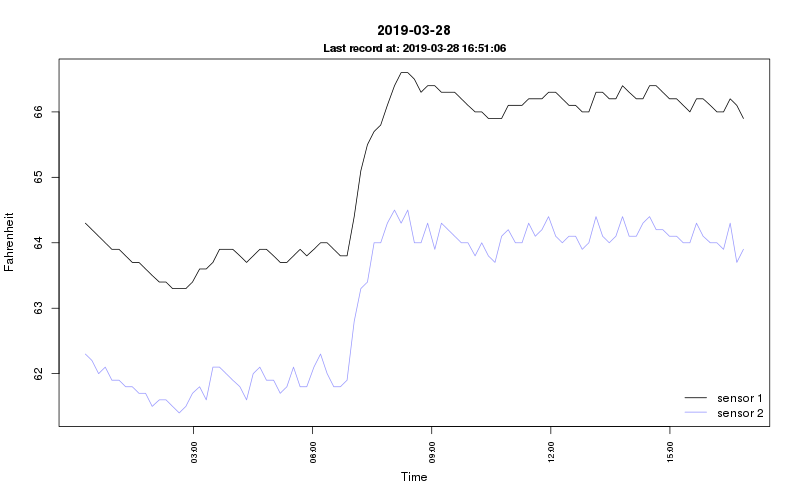 2019-03-28
Last record at: 2019-03-28 16:51:06
Fahrenheit
66
65
64
63
62
sensor 1
sensor 2
03:00
06:00
09:00
12:00
15:00
Time